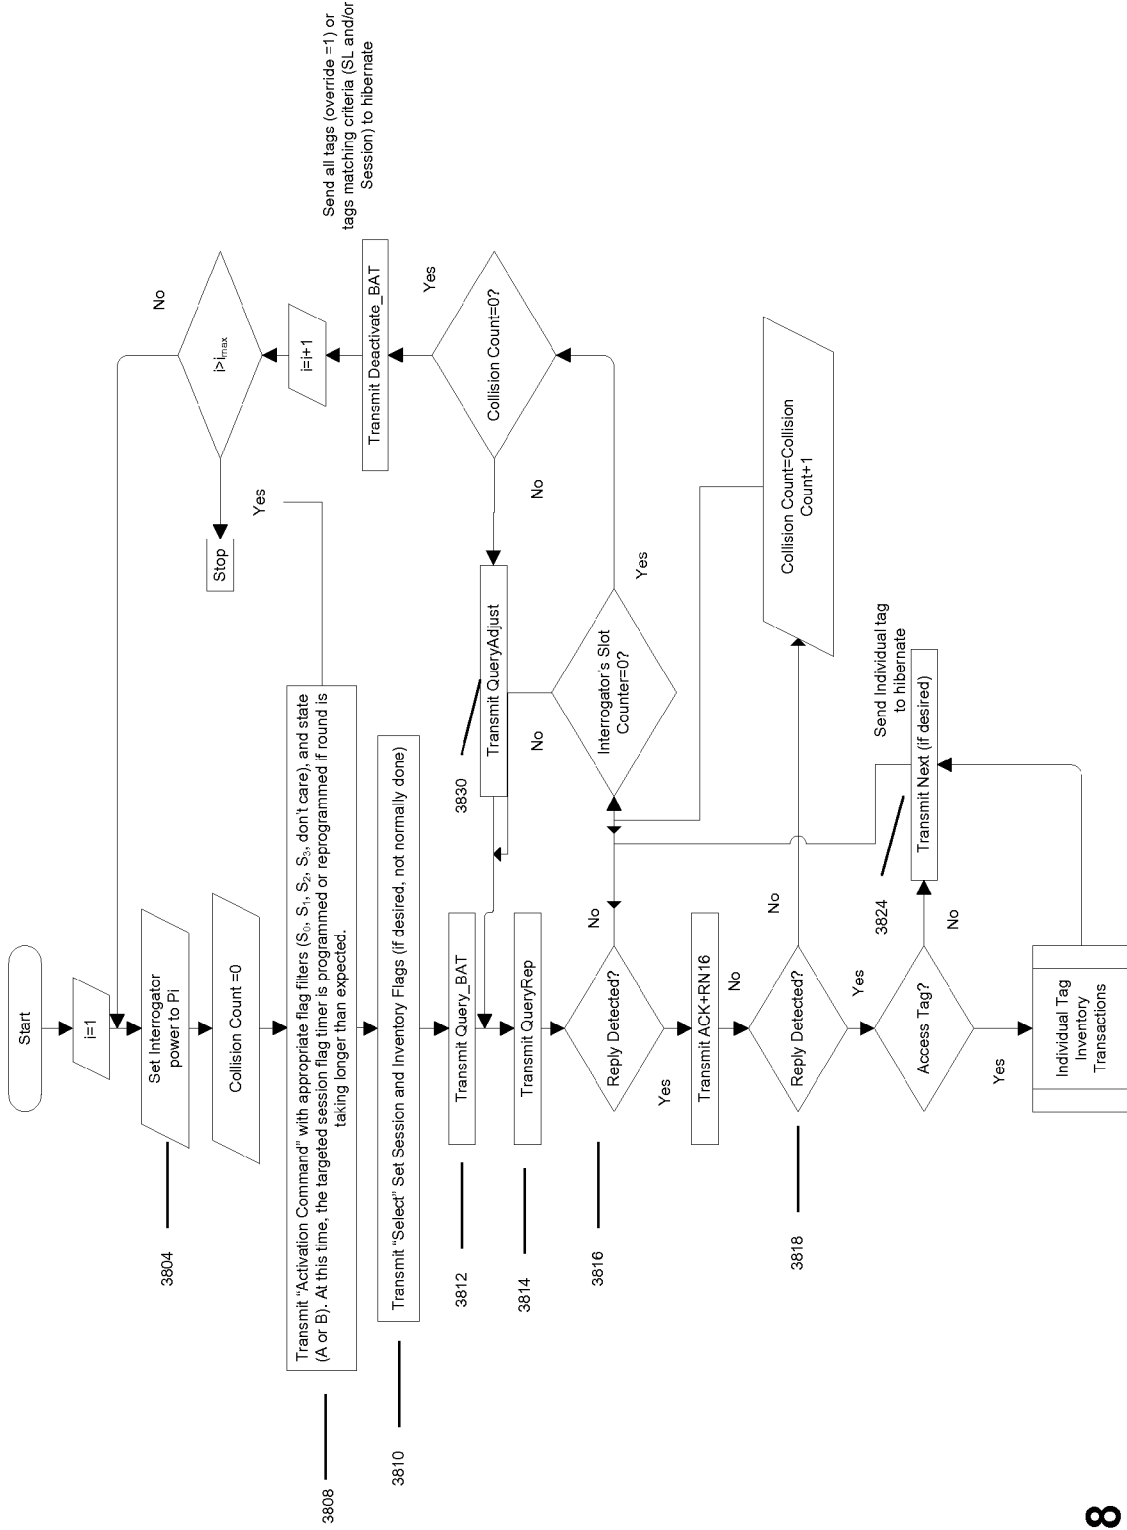 Start
i=1
Set Interrogator
power to Pi
3804
Collision Count =0
Transmit “Activation Command” with appropriate flag filters (S0, S1, S2, S3, don’t care), and state
(A or B). At this time, the targeted session flag timer is programmed or reprogrammed if round is
taking longer than expected.
3808
Transmit “Select” Set Session and Inventory Flags (if desired, not normally done)
3810
Transmit Query_BAT
3812
Transmit QueryRep
3814
Reply Detected?
3816
No
Yes
Transmit ACK+RN16
No
Reply Detected?
3818
No
Yes
Access Tag?
No
Yes
Individual Tag
Inventory
Transactions
Transmit Next (if desired)
3824
Send Individual tag
to hibernate
Collision Count=Collision
Count+1
Interrogator’s Slot
Counter=0?
No
Yes
Transmit QueryAdjust
3830
Collision Count=0?
No
Yes
Transmit Deactivate_BAT
Send all tags (override =1) or
tags matching criteria (SL and/or
Session) to hibernate
i=i+1
i>imax
No
Yes
Stop
8